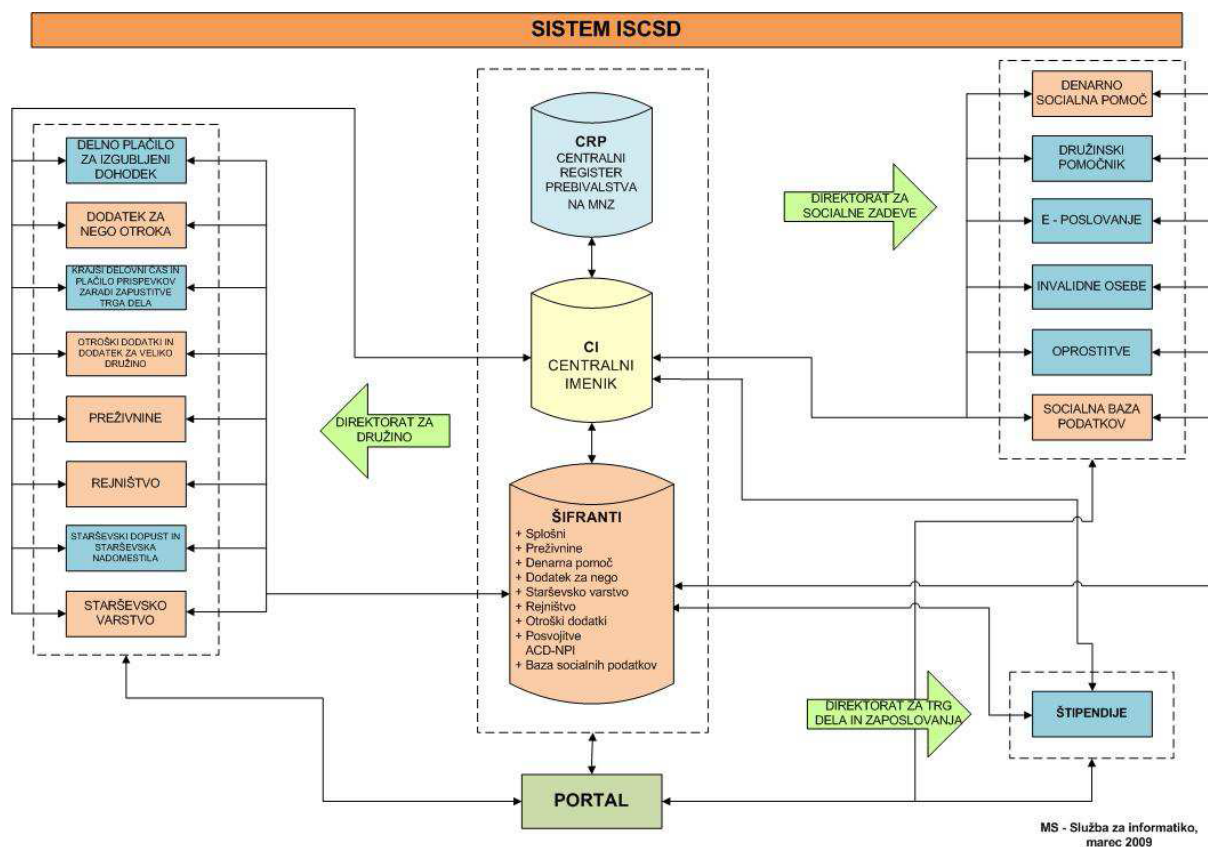 SISTEM ISCSD
DELNO PLAČILO
ZA IZGUBLJENI
DOHODEK
DODATEK ZA
NEGO OTROKA
KRAJŠI DELOVNI ČAS IN
PLAČILO PRISPEVKOV
ZARADI ZAPUSTITVE
TRGA DELA
OTROŠKI DODATKI IN
DODATEK ZA VELIKO
DRUŽINO
PREŽIVNINE
REJNIŠTVO
STARŠEVSKI DOPUST IN
STARŠEVSKA
NADOMESTILA
STARŠEVSKO
VARSTVO
DIREKTORAT ZA
DRUŽINO
CRP
CENTRALNI
REGISTER
PREBIVALSTVA
NA MNZ
CI
CENTRALNI
IMENIK
ŠIFRANTI
+ Splošni
+ Preživnine
+ Denarna pomoč
+ Dodatek za nego
+ Starševsko varstvo
+ Rejništvo
+ Otroški dodatki
+ Posvojitve
ACD-NPI
+ Baza socialnih podatkov
PORTAL
DIREKTORAT ZA
SOCIALNE ZADEVE
DENARNO
SOCIALNA POMOČ
DRUŽINSKI
POMOČNIK
E - POSLOVANJE
INVALIDNE OSEBE
OPROSTITVE
SOCIALNA BAZA
PODATKOV
DIREKTORAT ZA TRG
DELA IN ZAPOSLOVANJA
ŠTIPENDIJE
MS - Služba za informatiko,
marec 2009